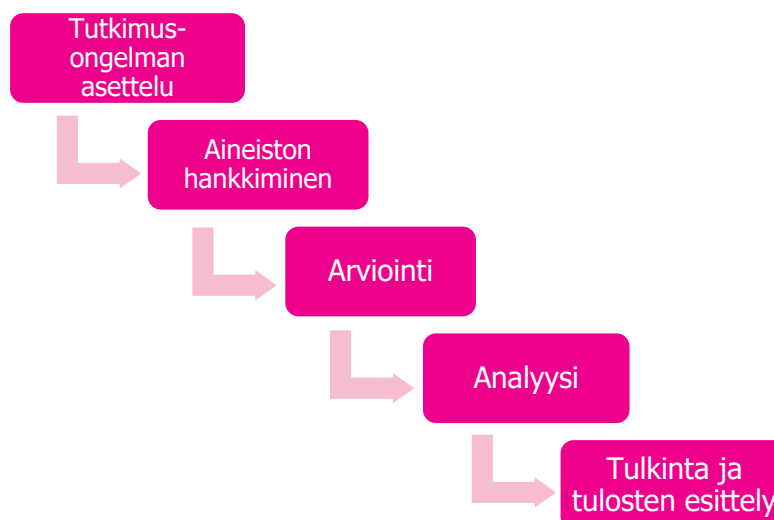 Tutkimus-
ongelman
asettelu
Aineiston
hankkiminen
Arviointi
Analyysi
Tulkinta ja
tulosten esittely